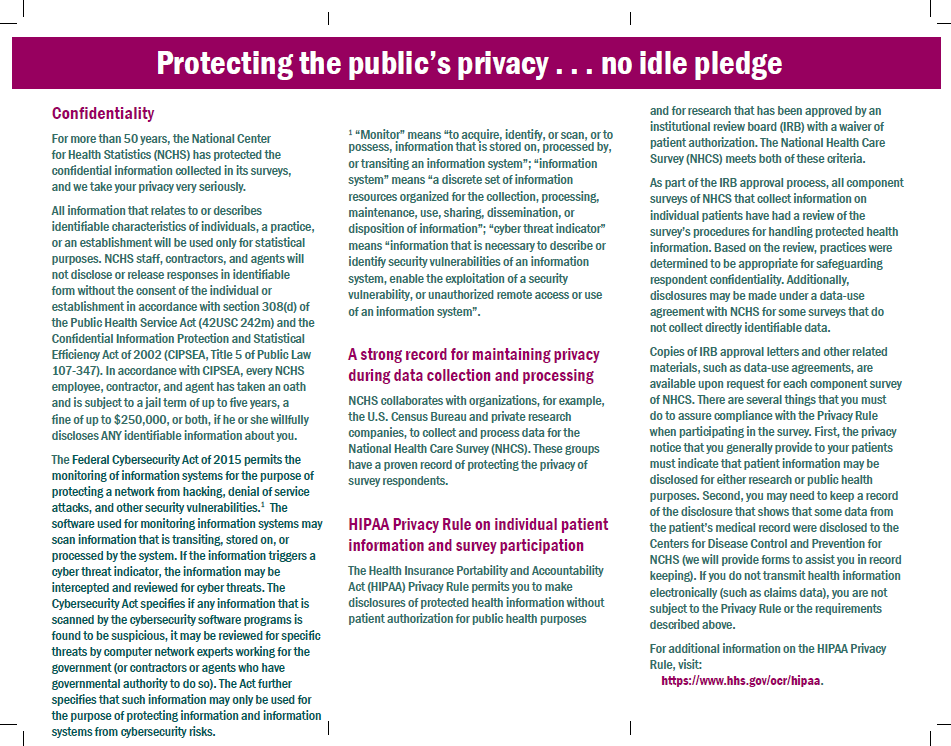 Protecting the public’s privacy . . . no idle pledge
Confidentiality
For more than 50 years, the National Center
for Health Statistics (NCHS) has protected the
confidential information collected in its surveys,
and we take your privacy very seriously.
All information that relates to or describes
identifiable characteristics of individuals, a practice,
or an establishment will be used only for statistical
purposes. NCHS staff, contractors, and agents will
not disclose or release responses in identifiable
form without the consent of the individual or
establishment in accordance with section 308(d) of
the Public Health Service Act (42USC 242m) and the
Confidential Information Protection and Statistical
Efficiency Act of 2002 (CIPSEA, Title 5 of Public Law
107-347). In accordance with CIPSEA, every NCHS
employee, contractor, and agent has taken an oath
and is subject to a jail term of up to five years, a
fine of up to $250,000, or both, if he or she willfully
discloses ANY identifiable information about you.
The Federal Cybersecurity Act of 2015 permits the
monitoring of information systems for the purpose of
protecting a network from hacking, denial of service
attacks, and other security vulnerabilities.¹ The
software used for monitoring information systems may
scan information that is transiting, stored on, or
processed by the system. If the information triggers a
cyber threat indicator, the information may be
intercepted and reviewed for cyber threats. The
Cybersecurity Act specifies if any information that is
scanned by the cybersecurity software programs is
found to be suspicious, it may be reviewed for specific
threats by computer network experts working for the
government (or contractors or agents who have
governmental authority to do so). The Act further
specifies that such information may only be used for
the purpose of protecting information and information
systems from cybersecurity risks.
¹ “Monitor” means “to acquire, identify, or scan, or to
possess, information that is stored on, processed by,
or transiting an information system”; “information
system” means “a discrete set of information
resources organized for the collection, processing,
maintenance, use, sharing, dissemination, or
disposition of information”; “cyber threat indicator”
means “information that is necessary to describe or
identify security vulnerabilities of an information
system, enable the exploitation of a security
vulnerability, or unauthorized remote access or use
of an information system”.
A strong record for maintaining privacy
during data collection and processing
NCHS collaborates with organizations, for example,
the U.S. Census Bureau and private research
companies, to collect and process data for the
National Health Care Survey (NHCS). These groups
have a proven record of protecting the privacy of
survey respondents.
HIPAA Privacy Rule on individual patient
information and survey participation
The Health Insurance Portability and Accountability
Act (HIPAA) Privacy Rule permits you to make
disclosures of protected health information without
patient authorization for public health purposes
and for research that has been approved by an
institutional review board (IRB) with a waiver of
patient authorization. The National Health Care
Survey (NHCS) meets both of these criteria.
As part of the IRB approval process, all component
surveys of NHCS that collect information on
individual patients have had a review of the
survey’s procedures for handling protected health
information. Based on the review, practices were
determined to be appropriate for safeguarding
respondent confidentiality. Additionally,
disclosures may be made under a data-use
agreement with NCHS for some surveys that do
not collect directly identifiable data.
Copies of IRB approval letters and other related
materials, such as data-use agreements, are
available upon request for each component survey
of NHCS. There are several things that you must
do to assure compliance with the Privacy Rule
when participating in the survey. First, the privacy
notice that you generally provide to your patients
must indicate that patient information may be
disclosed for either research or public health
purposes. Second, you may need to keep a record
of the disclosure that shows that some data from
the patient’s medical record were disclosed to the
Centers for Disease Control and Prevention for
NCHS (we will provide forms to assist you in record
keeping). If you do not transmit health information
electronically (such as claims data), you are not
subject to the Privacy Rule or the requirements
described above.
For additional information on the HIPAA Privacy
Rule, visit:
https://www.hhs.gov/ocr/hipaa.